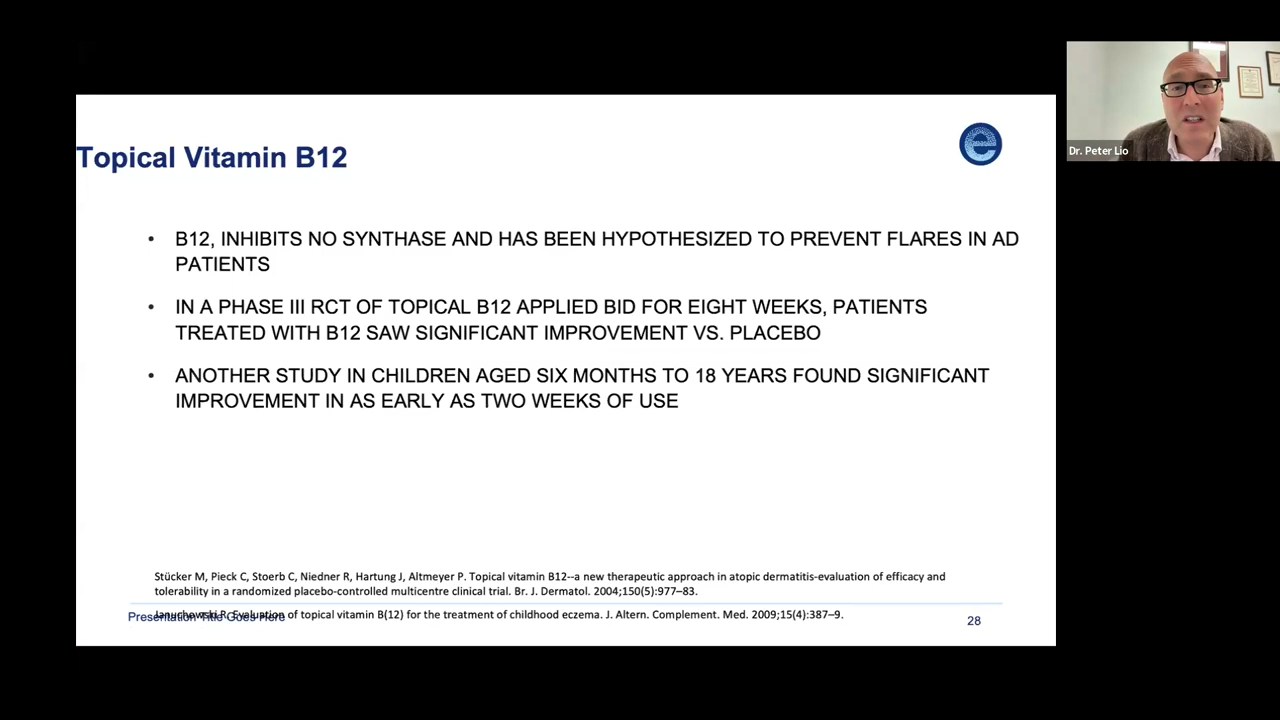 Topical Vitamin B12
• B12, INHIBITS NO SYNTHASE AND HAS BEEN HYPOTHESIZED TO PREVENT FLARES IN AD
PATIENTS
• IN A PHASE III RCT OF TOPICAL B12 APPLIED BID FOR EIGHT WEEKS, PATIENTS
TREATED WITH B12 SAW SIGNIFICANT IMPROVEMENT VS. PLACEBO
• ANOTHER STUDY IN CHILDREN AGED SIX MONTHS TO 18 YEARS FOUND SIGNIFICANT
IMPROVEMENT IN AS EARLY AS TWO WEEKS OF USE
Stücker M, Pieck C, Stoerb C, Niedner R, Hartung J, Altmeyer P. Topical vitamin B12--a new therapeutic approach in atopic dermatitis-evaluation of efficacy and
tolerability in a randomized placebo-controlled multicentre clinical trial. Br. J. Dermatol. 2004;150(5):977–83.
Januchowski R. Evaluation of topical vitamin B(12) for the treatment of childhood eczema. J. Altern. Complement. Med. 2009;15(4):387–9.
Presentation Title Goes Here
28
Dr. Peter Lio